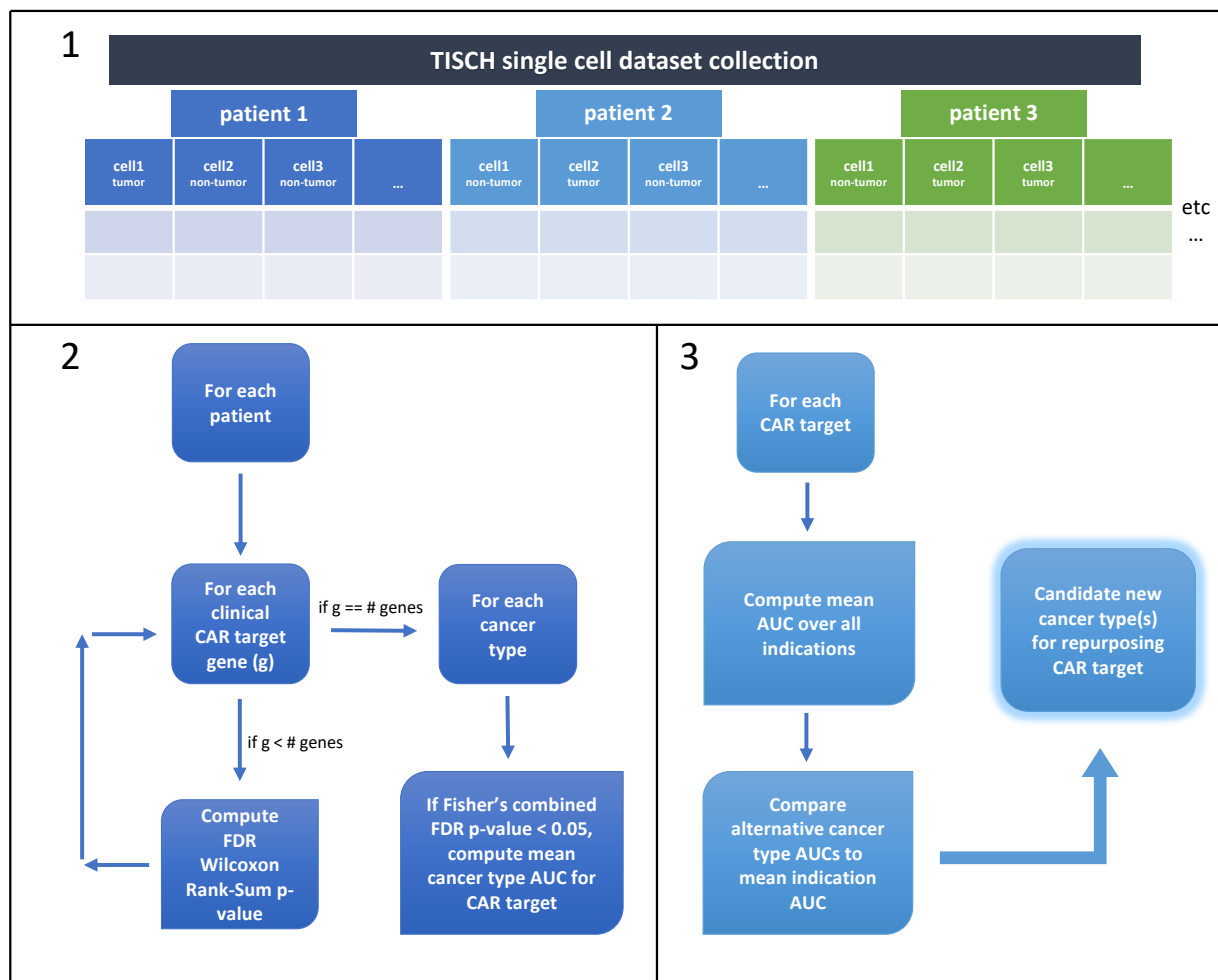 1
TISCH single cell dataset collection
patient 1
patient 2
patient 3
cell1
tumor
cell2
non-tumor
cell3
non-tumor
...
cell1
non-tumor
cell2
tumor
cell3
non-tumor
...
cell1
non-tumor
cell2
tumor
cell3
tumor
...
etc
...
2
For each
patient
For each
clinical
CAR target
gene (g)
if g == # genes
For each
cancer
type
if g < # genes
Compute
FDR
Wilcoxon
Rank-Sum p-
value
If Fisher's combined
FDR p-value < 0.05,
compute mean
cancer type AUC for
CAR target
3
For each
CAR target
Compute mean
AUC over all
indications
Candidate new
cancer type(s)
for repurposing
CAR target
Compare
alternative cancer
type AUCs to
mean indication
AUC